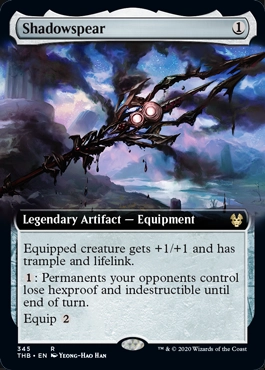 Shadowspear 1
Legendary Artifact — Equipment
Equipped creature gets +1/+1 and has
trample and lifelink.
1: Permanents your opponents control
lose hexproof and indestructible until
end of turn.
Equip 2
345 R
THB • EN Yeong-Hao Han
™ & © 2020 Wizards of the Coast